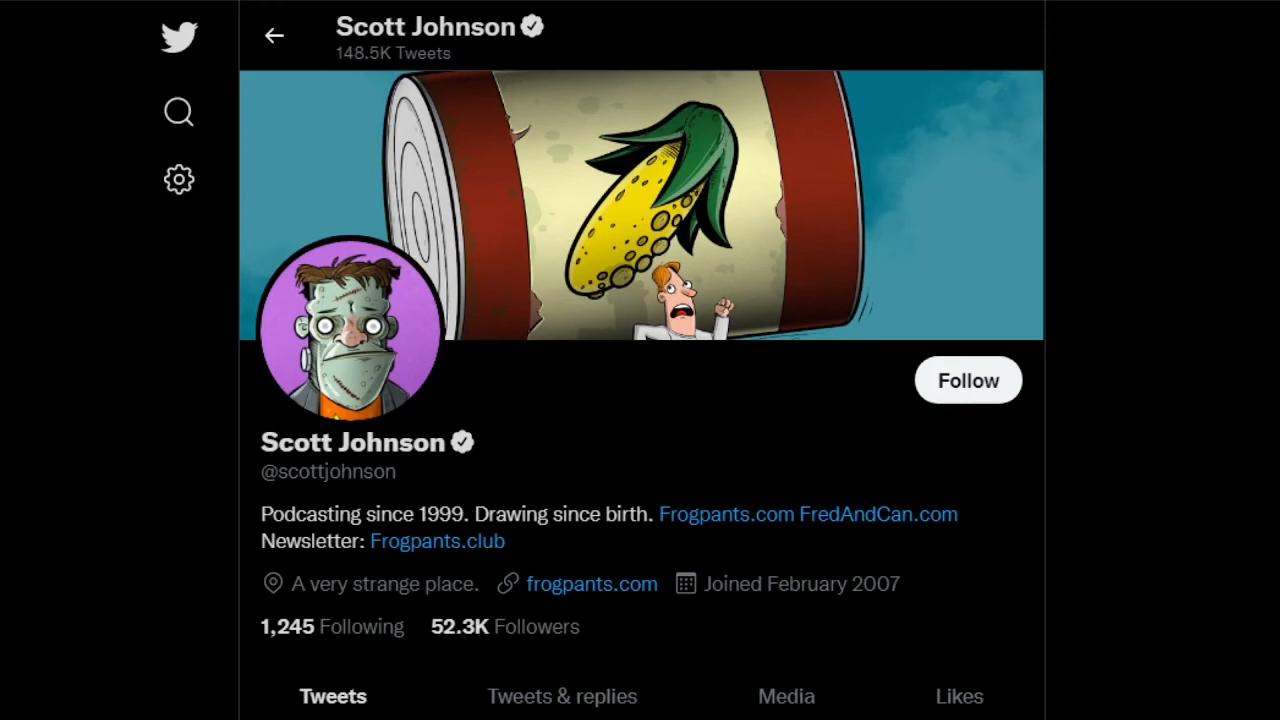 Scott Johnson
148.5K Tweets
Follow
Scott Johnson
@scottjohnson
Podcasting since 1999. Drawing since birth. Frogpants.com FredAndCan.com
Newsletter: Frogpants.club
A very strange place. frogpants.com Joined February 2007
1,245 Following 52.3K Followers
Tweets Tweets & replies Media Likes